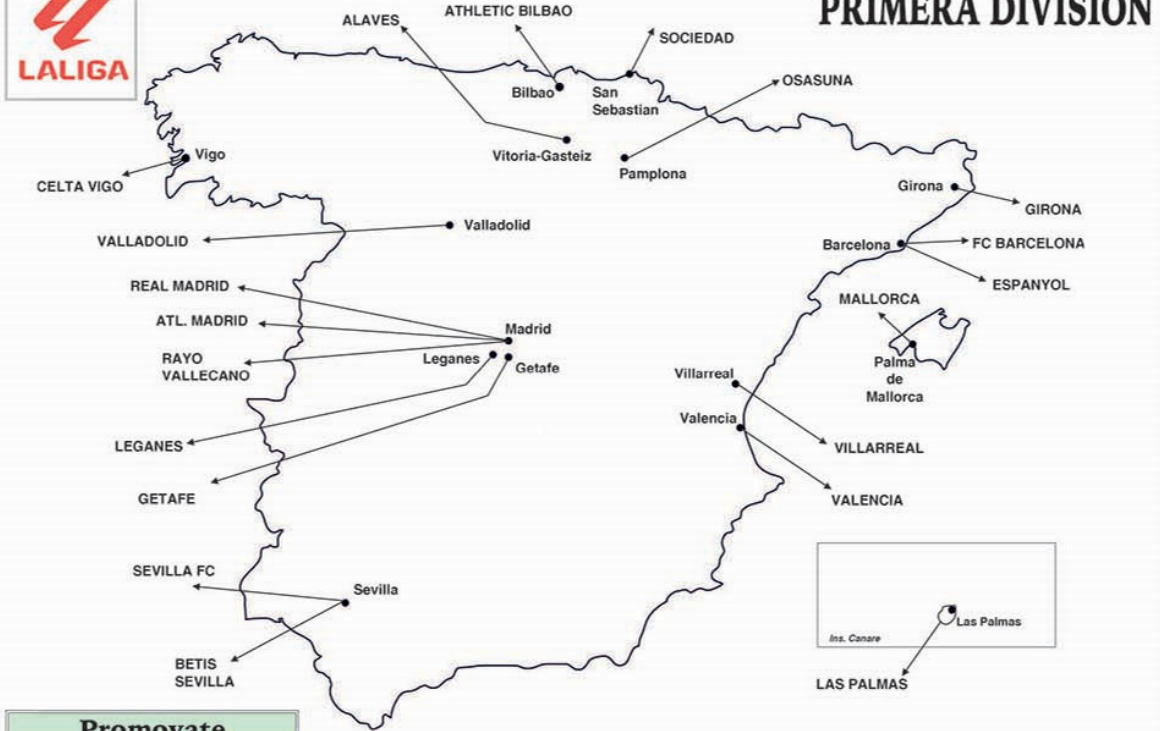 PRIMERA DIVISION
LALIGA
ALAVES
ATHLETIC BILBAO
SOCIEDAD
OSASUNA
Bilbao
San
Sebastian
Vitoria-Gasteiz
Pamplona
Vigo
CELTA VIGO
Girona
GIRONA
Valladolid
VALLADOLID
Barcelona
FC BARCELONA
ESPANYOL
REAL MADRID
ATL. MADRID
RAYO
VALLECANO
Madrid
Leganes
Getafe
MALLORCA
Palma
de
Mallorca
Villarreal
Valencia
LEGANES
GETAFE
VILLARREAL
VALENCIA
SEVILLA FC
Sevilla
BETIS
SEVILLA
Las Palmas
Ins. Canare
LAS PALMAS
Promovate